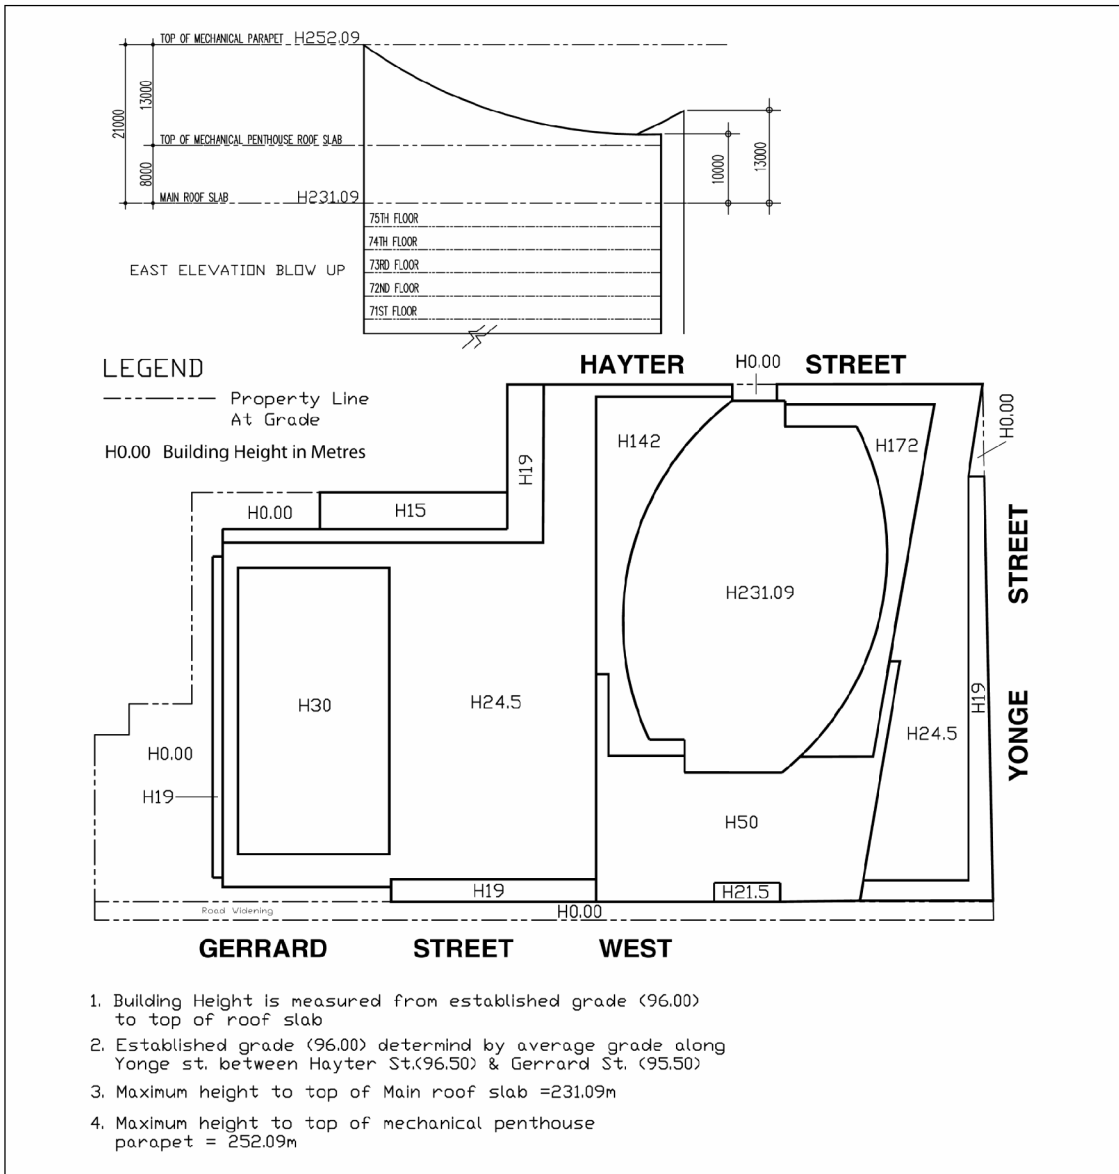 TOP OF MECHANICAL PARAPET H252.09
13000
21000
TOP OF MECHANICAL PENTHOUSE ROOF SLAB
8000
10000
13000
MAIN ROOF SLAB H231.09
75TH FLOOR
74TH FLOOR
73RD FLOOR
72ND FLOOR
71ST FLOOR
EAST ELEVATION BLOW UP
LEGEND
Property Line
At Grade
H0.00 Building Height in Metres
HAYTER STREET
H0.00
H0.00
H142
H172
H19
H15
H0.00
H231.09
YONGE STREET
H30
H24.5
H19
H24.5
H0.00
H19
H50
H19
H21.5
Road Widening
H0.00
GERRARD STREET WEST
1. Building Height is measured from established grade (96.00)
to top of roof slab
2. Established grade (96.00) determind by average grade along
Yonge st. between Hayter St.(96.50) & Gerrard St. (95.50)
3. Maximum height to top of Main roof slab =231.09m
4. Maximum height to top of mechanical penthouse
parapet = 252.09m